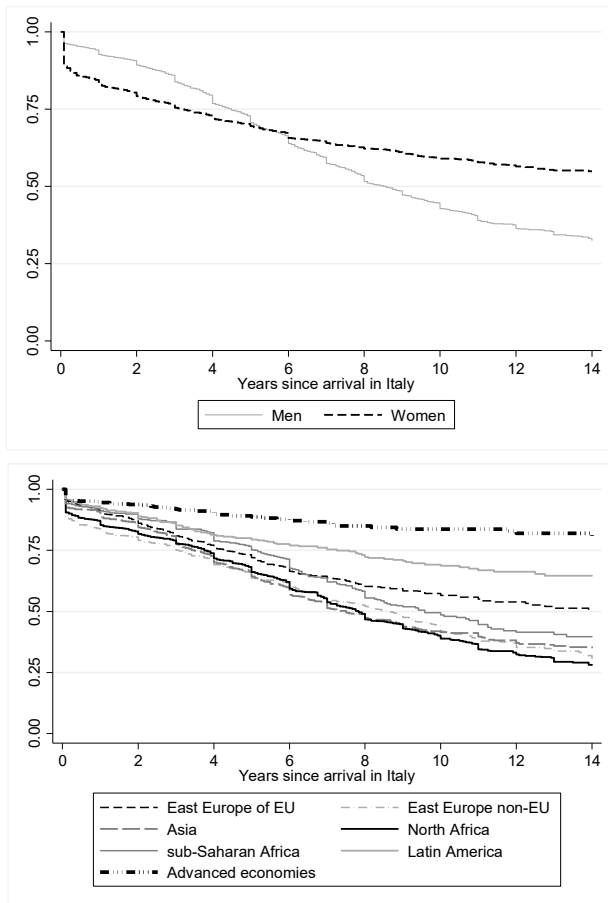 1.00
0.75
0.50
0.25
0.00
0 2 4 6 8 10 12 14
Years since arrival in Italy
Men Women
1.00
0.75
0.50
0.25
0.00
0 2 4 6 8 10 12 14
Years since arrival in Italy
East Europe of EU East Europe non-EU
Asia North Africa
sub-Saharan Africa Latin America
Advanced economies